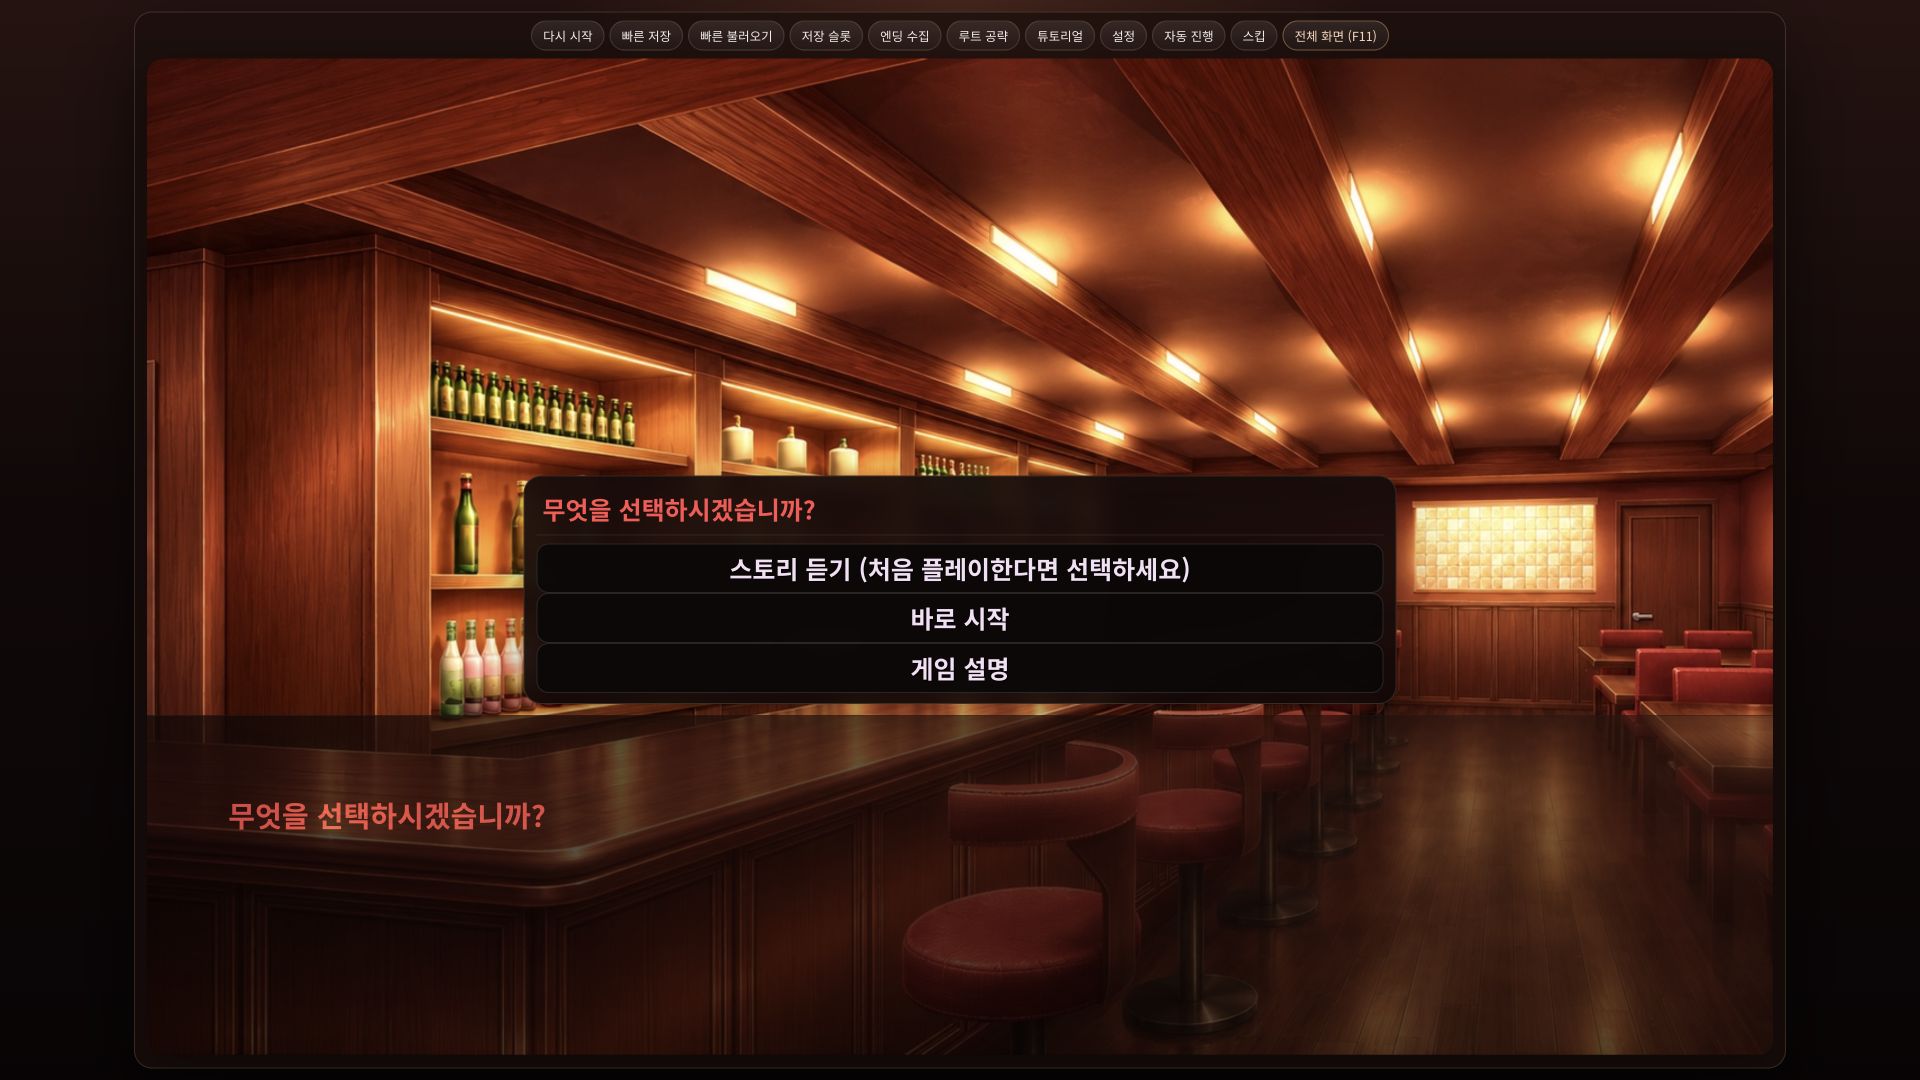 다시 시작 빠른 저장 빠른 불러오기 저장 슬롯 엔딩 수집 루트 공략 튜토리얼 설정 자동 진행 스킵 전체 화면 (F11)
무엇을 선택하시겠습니까?
스토리 듣기 (처음 플레이한다면 선택하세요)
바로 시작
게임 설명
무엇을 선택하시겠습니까?